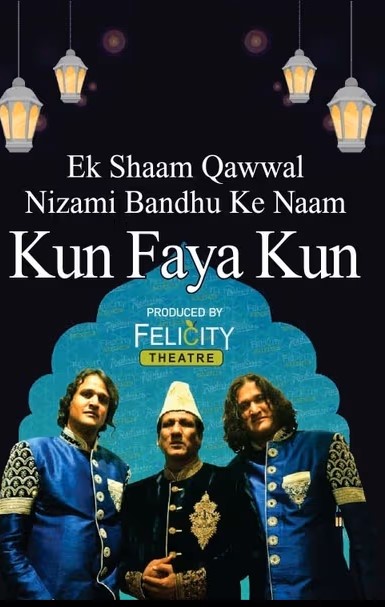 Ek Shaam Qawwal
Nizami Bandhu Ke Naam
Kun Faya Kun
PRODUCED BY
FELICITY
THEATRE